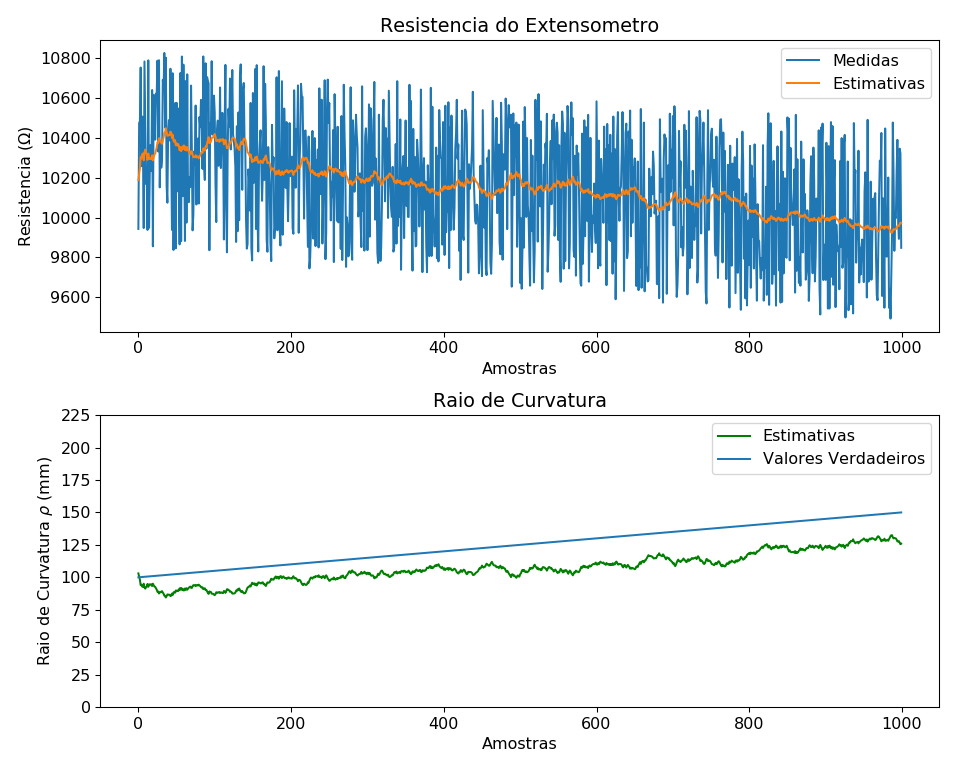 Resistencia do Extensometro
Resistencia (Ω)
10800
10600
10400
10200
10000
9800
9600
Medidas
Estimativas
0 200 400 600 800 1000
Amostras
Raio de Curvatura
Raio de Curvatura ρ (mm)
225
200
175
150
125
100
75
50
25
0
Estimativas
Valores Verdadeiros
0 200 400 600 800 1000
Amostras